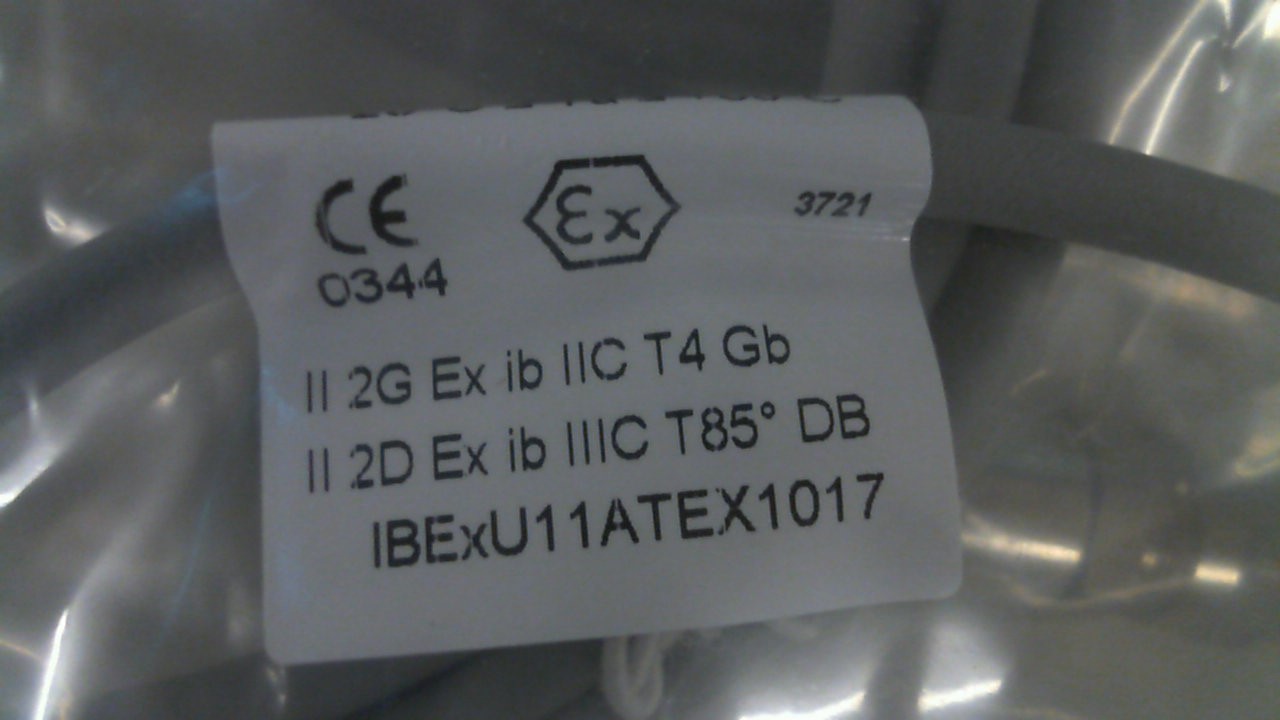 CE Ex 3721
0344
II 2G Ex ib IIC T4 Gb
II 2D Ex ib IIIC T85° DB
IBExU11ATEX1017